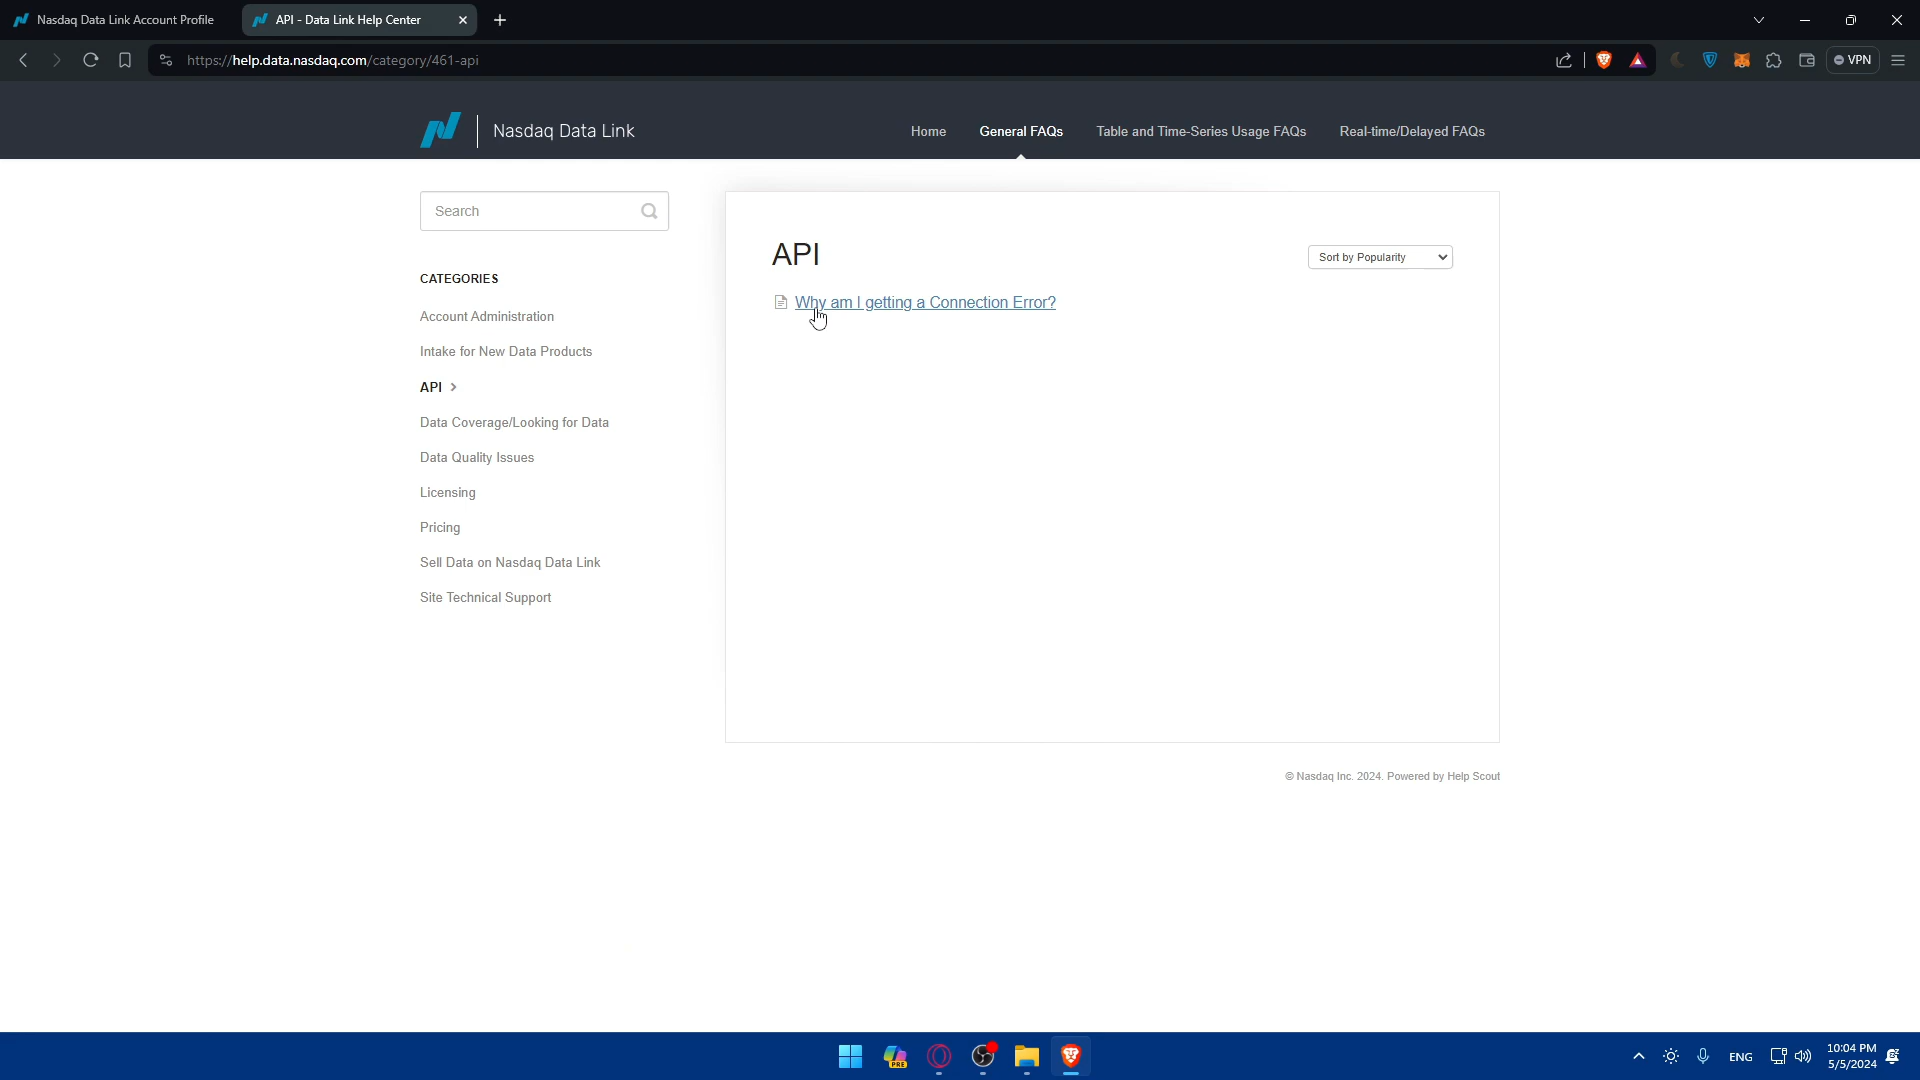 Nasdaq Data Link Account Profile
API - Data Link Help Center
https://help.data.nasdaq.com/category/461-api
VPN
Nasdaq Data Link
Home
General FAQs
Table and Time-Series Usage FAQs
Real-time/Delayed FAQs
Search
CATEGORIES
Account Administration
Intake for New Data Products
API
Data Coverage/Looking for Data
Data Quality Issues
Licensing
Pricing
Sell Data on Nasdaq Data Link
Site Technical Support
API
Sort by Popularity
Why am I getting a Connection Error?
© Nasdaq Inc. 2024. Powered by Help Scout
PRE
ENG
10:04 PM
5/5/2024